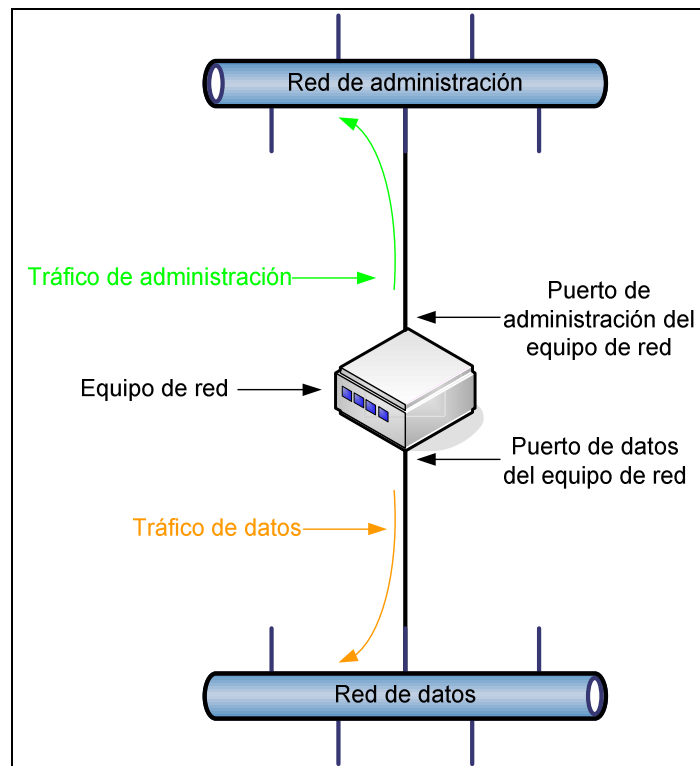 Red de administración
Tráfico de administración
Puerto de
administración del
equipo de red
Equipo de red
Puerto de datos
del equipo de red
Tráfico de datos
Red de datos